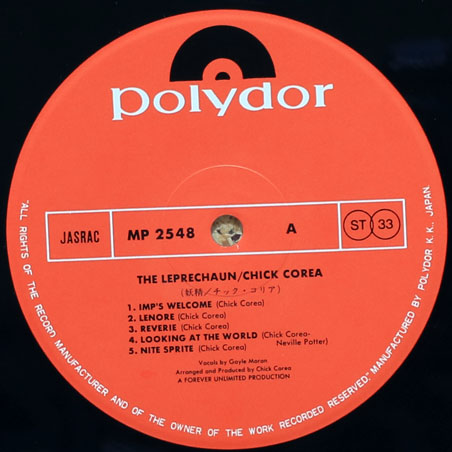 polydor
JASRAC
MP 2548
A
ST 33
THE LEPRECHAUN/CHICK COREA
(妖精/チック・コリア)
1. IMP'S WELCOME (Chick Corea)
2. LENORE (Chick Corea)
3. REVERIE (Chick Corea)
4. LOOKING AT THE WORLD (Chick Corea-
Neville Potter)
5. NITE SPRITE (Chick Corea)
Vocals by Gayle Moran
Arranged and Produced by Chick Corea
A FOREVER UNLIMITED PRODUCTION
"ALL RIGHTS OF THE RECORD MANUFACTURER AND OF THE OWNER OF THE WORK RECORDED RESERVED." MANUFACTURED BY POLYDOR K. K., JAPAN.